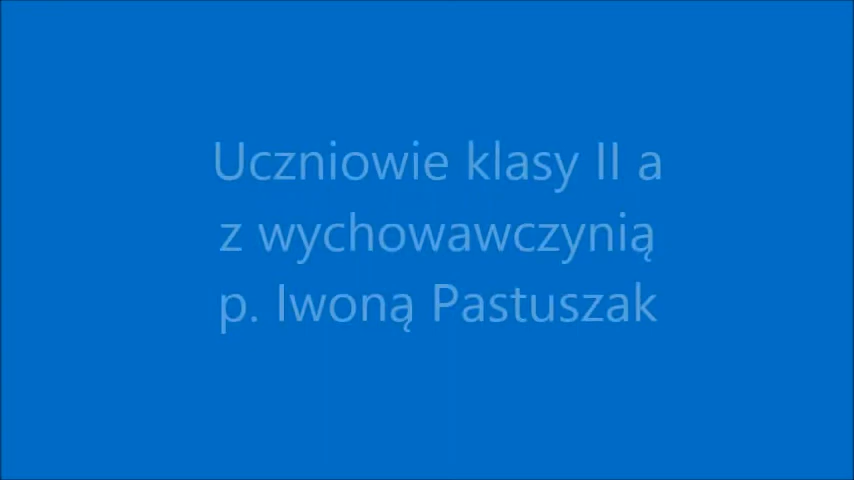 Uczniowie klasy II a
z wychowawczynią
p. Iwoną Pastuszak